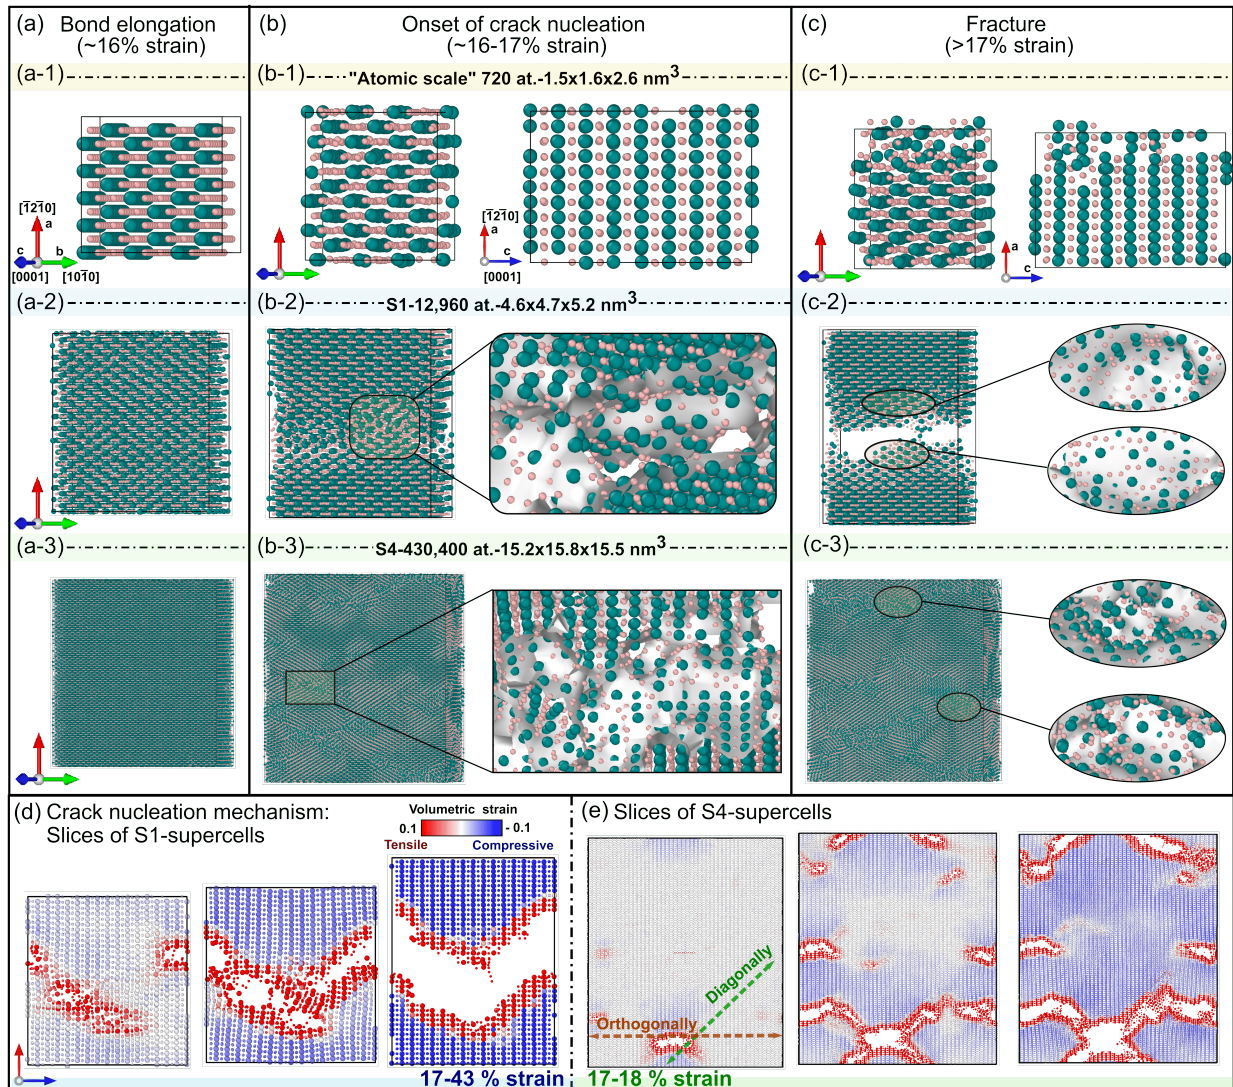 (a) Bond elongation
(~16% strain)
(b) Onset of crack nucleation
(~16-17% strain)
(c) Fracture
(>17% strain)
(a-1)
(b-1) "Atomic scale" 720 at.-1.5x1.6x2.6 nm³
(c-1)
[1̅21̅0]
a
c
b
[0001] [101̅0]
[1̅21̅0]
a
c
[0001]
a
c
(a-2)
(b-2) S1-12,960 at.-4.6x4.7x5.2 nm³
(c-2)
(a-3)
(b-3) S4-430,400 at.-15.2x15.8x15.5 nm³
(c-3)
(d) Crack nucleation mechanism:
Slices of S1-supercells
Volumetric strain
0.1 - 0.1
Tensile Compressive
17-43 % strain
(e) Slices of S4-supercells
Diagonally
Orthogonally
17-18 % strain